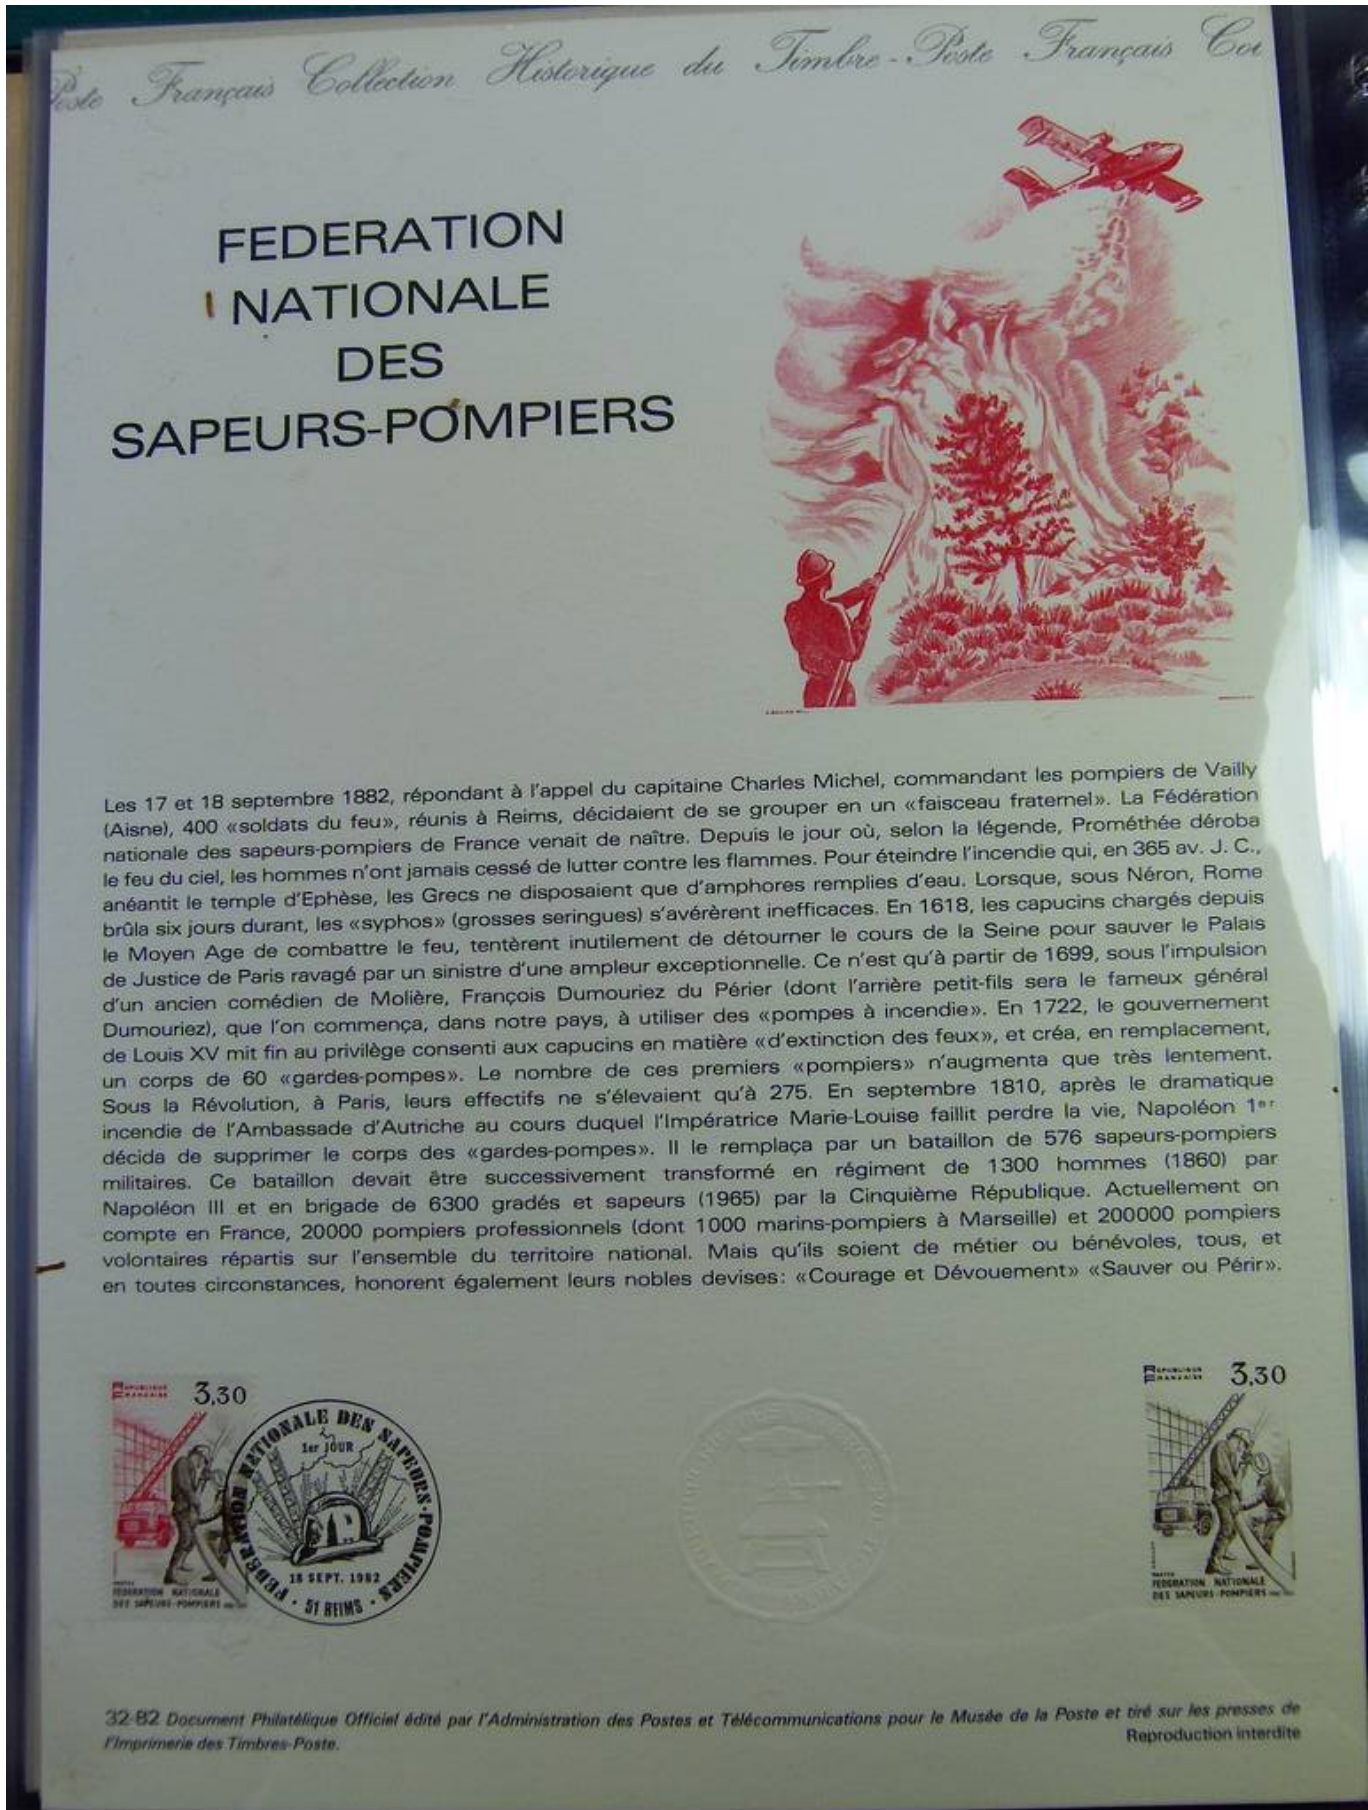 Poste Français Collection Historique du Timbre-Poste Français Col
FEDERATION
NATIONALE
DES
SAPEURS-POMPIERS
Les 17 et 18 septembre 1882, répondant à l'appel du capitaine Charles Michel, commandant les pompiers de Vailly
(Aisne), 400 «soldats du feu», réunis à Reims, décidaient de se grouper en un «faisceau fraternel». La Fédération
nationale des sapeurs-pompiers de France venait de naître. Depuis le jour où, selon la légende, Prométhée déroba
le feu du ciel, les hommes n'ont jamais cessé de lutter contre les flammes. Pour éteindre l'incendie qui, en 365 av. J. C.,
anéantit le temple d'Ephèse, les Grecs ne disposaient que d'amphores remplies d'eau. Lorsque, sous Néron, Rome
brûla six jours durant, les «syphos» (grosses seringues) s'avérèrent inefficaces. En 1618, les capucins chargés depuis
le Moyen Age de combattre le feu, tentèrent inutilement de détourner le cours de la Seine pour sauver le Palais
de Justice de Paris ravagé par un sinistre d'une ampleur exceptionnelle. Ce n'est qu'à partir de 1699, sous l'impulsion
d'un ancien comédien de Molière, François Dumouriez du Périer (dont l'arrière petit-fils sera le fameux général
Dumouriez), que l'on commença, dans notre pays, à utiliser des «pompes à incendie». En 1722, le gouvernement
de Louis XV mit fin au privilège consenti aux capucins en matière «d'extinction des feux», et créa, en remplacement,
un corps de 60 «gardes-pompes». Le nombre de ces premiers «pompiers» n'augmenta que très lentement.
Sous la Révolution, à Paris, leurs effectifs ne s'élevaient qu'à 275. En septembre 1810, après le dramatique
incendie de l'Ambassade d'Autriche au cours duquel l'Impératrice Marie-Louise faillit perdre la vie, Napoléon 1er
décida de supprimer le corps des «gardes-pompes». Il le remplaça par un bataillon de 576 sapeurs-pompiers
militaires. Ce bataillon devait être successivement transformé en régiment de 1300 hommes (1860) par
Napoléon III et en brigade de 6300 gradés et sapeurs (1965) par la Cinquième République. Actuellement on
compte en France, 20000 pompiers professionnels (dont 1000 marins-pompiers à Marseille) et 200000 pompiers
volontaires répartis sur l'ensemble du territoire national. Mais qu'ils soient de métier ou bénévoles, tous, et
en toutes circonstances, honorent également leurs nobles devises: «Courage et Dévouement» «Sauver ou Périr».
REPUBLIQUE
FRANCAISE
3,30
FEDERATION NATIONALE
DES SAPEURS-POMPIERS
FEDERATION NATIONALE DES SAPEURS-POMPIERS
1er JOUR
18 SEPT. 1982
51 REIMS
REPUBLIQUE
FRANCAISE
3,30
FEDERATION NATIONALE
DES SAPEURS-POMPIERS
32-82 Document Philatélique Officiel édité par l'Administration des Postes et Télécommunications pour le Musée de la Poste et tiré sur les presses de
l'Imprimerie des Timbres-Poste.
Reproduction interdite